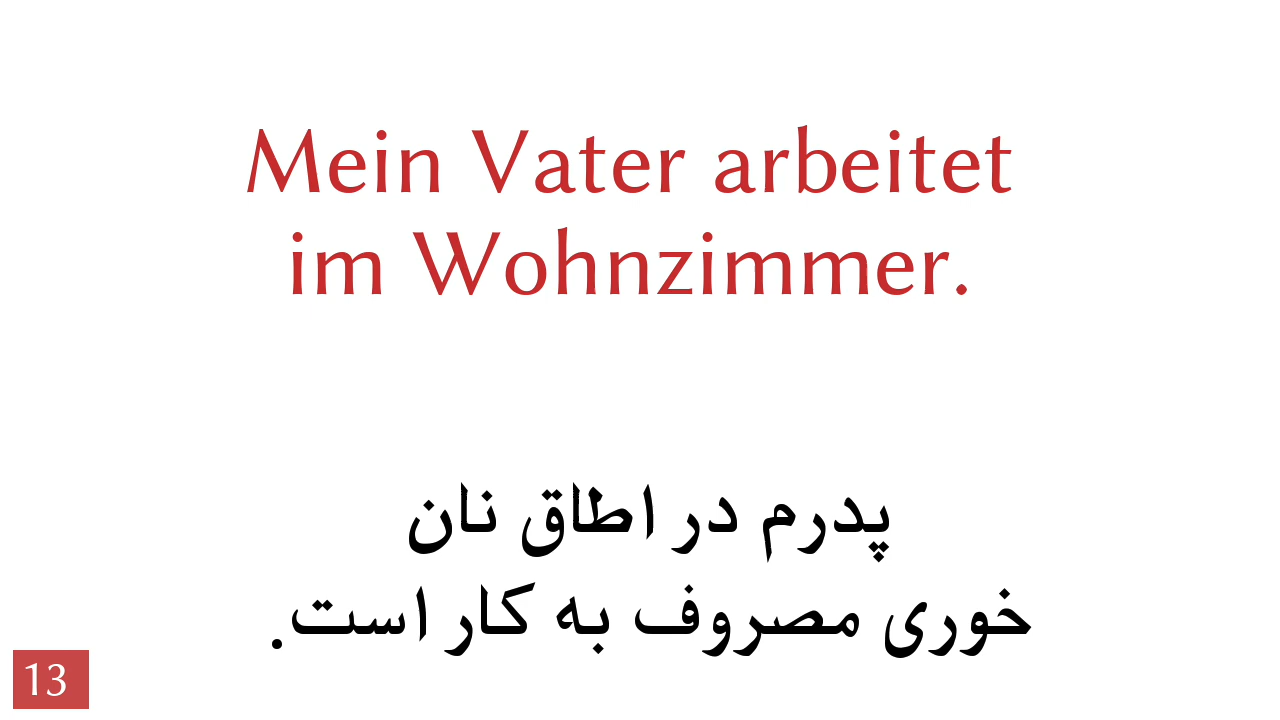 Mein Vater arbeitet
im Wohnzimmer.
پدرم در اطاق نان
خوری مصروف به کار است.
13